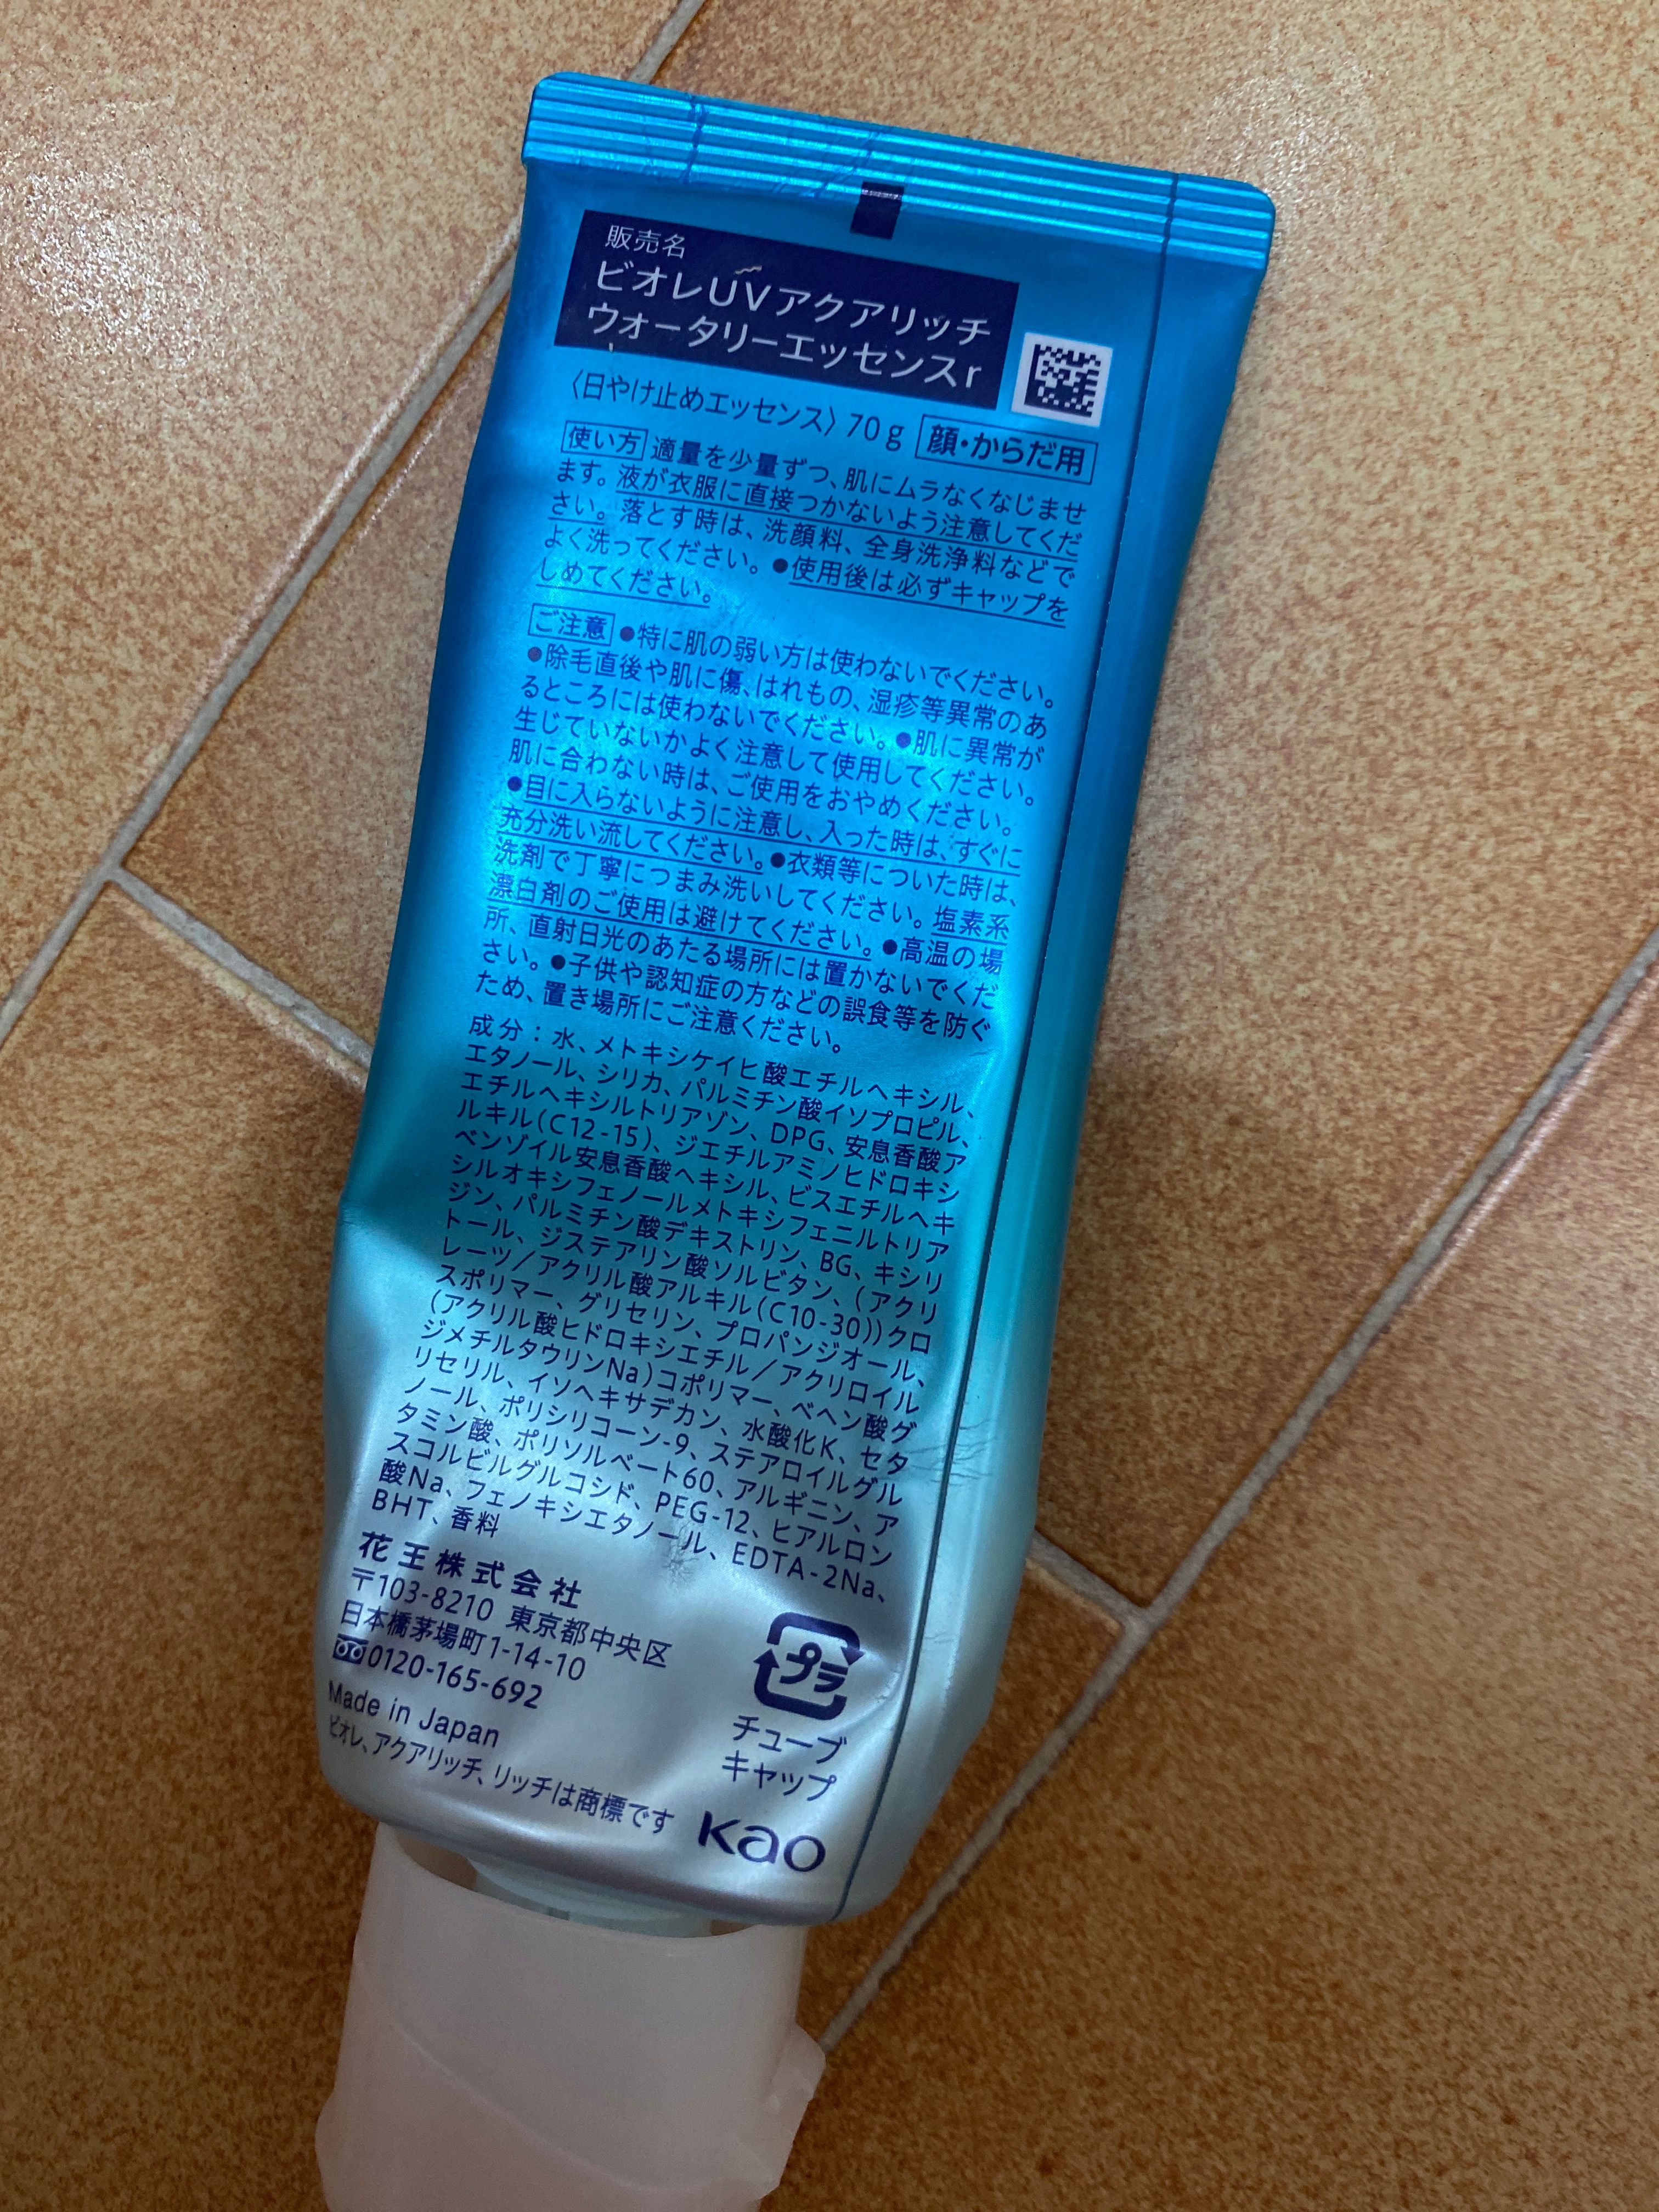 販売名
ビオレUVアクアリッチ
ウォータリーエッセンスr
〈日やけ止めエッセンス〉70g 顔・からだ用
使い方 適量を少量ずつ、肌にムラなくなじませ
ます。液が衣服に直接つかないよう注意してくだ
さい。落とす時は、洗顔料、全身洗浄料などで
よく洗ってください。●使用後は必ずキャップを
しめてください。
ご注意 ●特に肌の弱い方は使わないでください。
●除毛直後や肌に傷、はれもの、湿疹等異常のあ
るところには使わないでください。●肌に異常が
生じていないかよく注意して使用してください。
肌に合わない時は、ご使用をおやめください。
●目に入らないように注意し、入った時は、すぐに
充分洗い流してください。●衣類等についた時は、
洗剤で丁寧につまみ洗いしてください。塩素系
漂白剤のご使用は避けてください。●高温の場
所、直射日光のあたる場所には置かないでくだ
さい。●子供や認知症の方などの誤食等を防ぐ
ため、置き場所にご注意ください。
成分：水、メトキシケイヒ酸エチルヘキシル、
エタノール、シリカ、パルミチン酸イソプロピル、
エチルヘキシルトリアゾン、DPG、安息香酸ア
ルキル(C12-15)、ジエチルアミノヒドロキシ
ベンゾイル安息香酸ヘキシル、ビスエチルヘキ
シルオキシフェノールメトキシフェニルトリア
ジン、パルミチン酸デキストリン、BG、キシリ
トール、ジステアリン酸ソルビタン、(アクリ
レーツ/アクリル酸アルキル(C10-30))クロ
スポリマー、グリセリン、プロパンジオール、
(アクリル酸ヒドロキシエチル/アクリロイル
ジメチルタウリンNa)コポリマー、ベヘン酸グ
リセリル、イソヘキサデカン、水酸化K、セタ
ノール、ポリシリコーン-9、ステアロイルグル
タミン酸、ポリソルベート60、アルギニン、ア
スコルビルグルコシド、PEG-12、ヒアルロン
酸Na、フェノキシエタノール、EDTA-2Na、
BHT、香料
花王株式会社
〒103-8210 東京都中央区
日本橋茅場町1-14-10
0120-165-692
Made in Japan
ビオレ、アクアリッチ、リッチは商標です
プラ
チューブ
キャップ
Kao